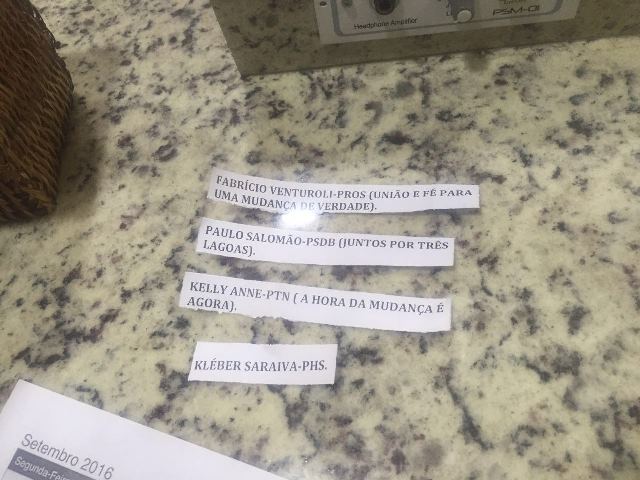 Headphone Amplifier
PSM-01
FABRÍCIO VENTUROLI-PROS (UNIÃO E FÉ PARA
UMA MUDANÇA DE VERDADE).
PAULO SALOMÃO-PSDB (JUNTOS POR TRÊS
LAGOAS).
KELLY ANNE-PTN ( A HORA DA MUDANÇA É
AGORA).
KLÉBER SARAIVA-PHS.
Setembro 2016
Segunda-Feira